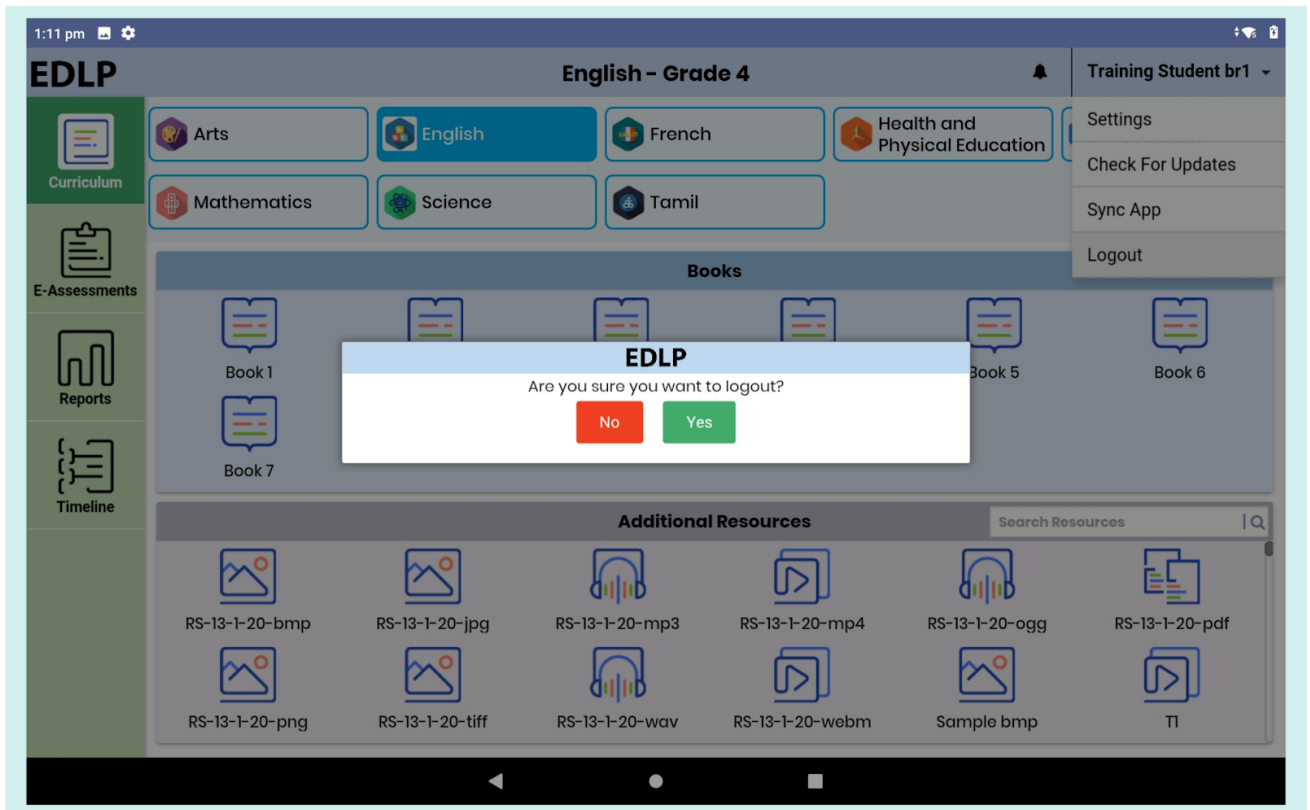 1:11 pm
EDLP
English - Grade 4
Training Student br1
Settings
Check For Updates
Sync App
Logout
Curriculum
E-Assessments
Reports
Timeline
Arts
English
French
Health and
Physical Education
Mathematics
Science
Tamil
Books
Book 1
Book 5
Book 6
Book 7
EDLP
Are you sure you want to logout?
No
Yes
Additional Resources
Search Resources
RS-13-1-20-bmp
RS-13-1-20-jpg
RS-13-1-20-mp3
RS-13-1-20-mp4
RS-13-1-20-ogg
RS-13-1-20-pdf
RS-13-1-20-png
RS-13-1-20-tiff
RS-13-1-20-wav
RS-13-1-20-webm
Sample bmp
T1